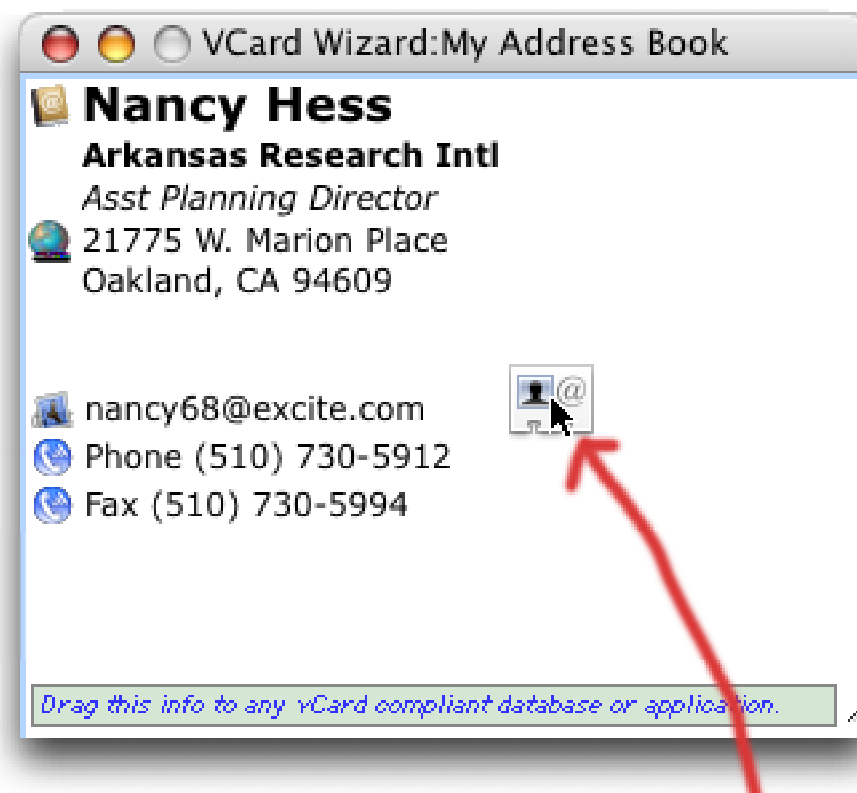 VCard Wizard:My Address Book
Nancy Hess
Arkansas Research Intl
Asst Planning Director
21775 W. Marion Place
Oakland, CA 94609
@
nancy68@excite.com
Phone (510) 730-5912
Fax (510) 730-5994
Drag this info to any vCard compliant database or application.